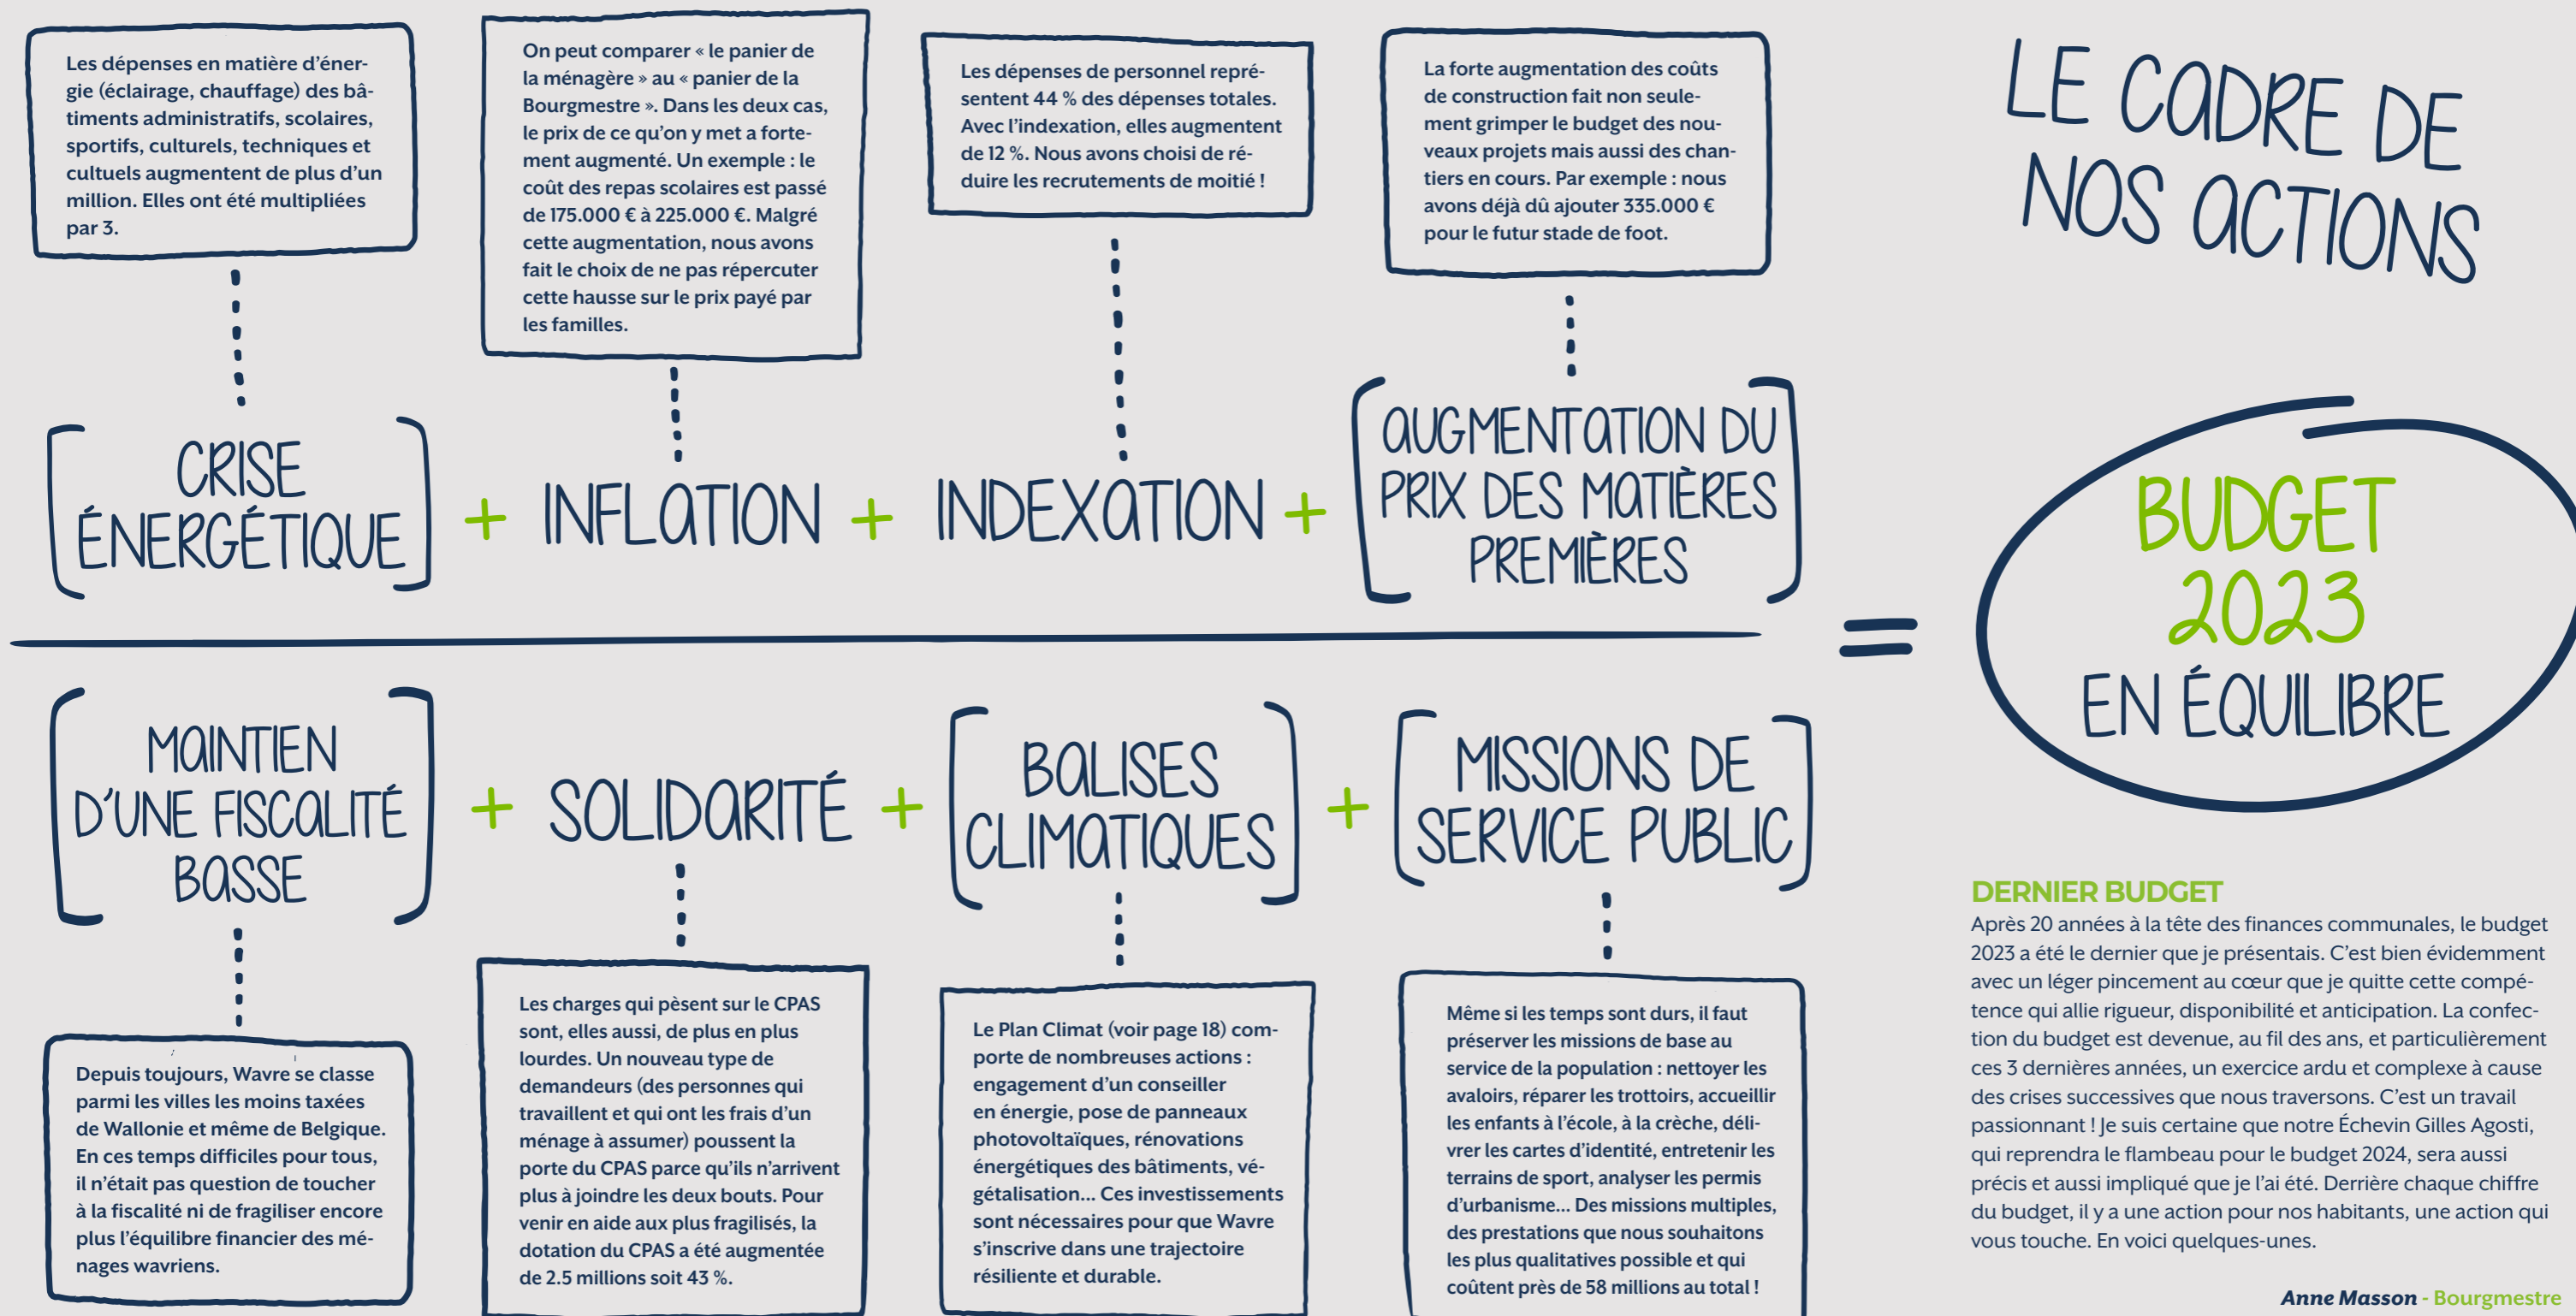 LE CADRE DE
NOS ACTIONS
Les dépenses en matière d'éner-
gie (éclairage, chauffage) des bâ-
timents administratifs, scolaires,
sportifs, culturels, techniques et
cultuels augmentent de plus d'un
million. Elles ont été multipliées
par 3.
On peut comparer « le panier de
la ménagère » au « panier de la
Bourgmestre ». Dans les deux cas,
le prix de ce qu'on y met a forte-
ment augmenté. Un exemple : le
coût des repas scolaires est passé
de 175.000 € à 225.000 €. Malgré
cette augmentation, nous avons
fait le choix de ne pas répercuter
cette hausse sur le prix payé par
les familles.
Les dépenses de personnel repré-
sentent 44 % des dépenses totales.
Avec l'indexation, elles augmentent
de 12 %. Nous avons choisi de ré-
duire les recrutements de moitié !
La forte augmentation des coûts
de construction fait non seule-
ment grimper le budget des nou-
veaux projets mais aussi des chan-
tiers en cours. Par exemple : nous
avons déjà dû ajouter 335.000 €
pour le futur stade de foot.
CRISE
ÉNERGÉTIQUE
+
INFLATION
+
INDEXATION
+
AUGMENTATION DU
PRIX DES MATIÈRES
PREMIÈRES
=
BUDGET
2023
EN ÉQUILIBRE
MAINTIEN
D'UNE FISCALITÉ
BASSE
+
SOLIDARITÉ
+
BALISES
CLIMATIQUES
+
MISSIONS DE
SERVICE PUBLIC
Depuis toujours, Wavre se classe
parmi les villes les moins taxées
de Wallonie et même de Belgique.
En ces temps difficiles pour tous,
il n'était pas question de toucher
à la fiscalité ni de fragiliser encore
plus l'équilibre financier des mé-
nages wavriens.
Les charges qui pèsent sur le CPAS
sont, elles aussi, de plus en plus
lourdes. Un nouveau type de
demandeurs (des personnes qui
travaillent et qui ont les frais d'un
ménage à assumer) poussent la
porte du CPAS parce qu'ils n'arrivent
plus à joindre les deux bouts. Pour
venir en aide aux plus fragilisés, la
dotation du CPAS a été augmentée
de 2.5 millions soit 43 %.
Le Plan Climat (voir page 18) com-
porte de nombreuses actions :
engagement d'un conseiller
en énergie, pose de panneaux
photovoltaïques, rénovations
énergétiques des bâtiments, vé-
gétalisation... Ces investissements
sont nécessaires pour que Wavre
s'inscrive dans une trajectoire
résiliente et durable.
Même si les temps sont durs, il faut
préserver les missions de base au
service de la population : nettoyer les
avaloirs, réparer les trottoirs, accueillir
les enfants à l'école, à la crèche, déli-
vrer les cartes d'identité, entretenir les
terrains de sport, analyser les permis
d'urbanisme... Des missions multiples,
des prestations que nous souhaitons
les plus qualitatives possible et qui
coûtent près de 58 millions au total !
DERNIER BUDGET
Après 20 années à la tête des finances communales, le budget
2023 a été le dernier que je présentais. C'est bien évidemment
avec un léger pincement au cœur que je quitte cette compé-
tence qui allie rigueur, disponibilité et anticipation. La confec-
tion du budget est devenue, au fil des ans, et particulièrement
ces 3 dernières années, un exercice ardu et complexe à cause
des crises successives que nous traversons. C'est un travail
passionnant ! Je suis certaine que notre Échevin Gilles Agosti,
qui reprendra le flambeau pour le budget 2024, sera aussi
précis et aussi impliqué que je l'ai été. Derrière chaque chiffre
du budget, il y a une action pour nos habitants, une action qui
vous touche. En voici quelques-unes.
Anne Masson - Bourgmestre